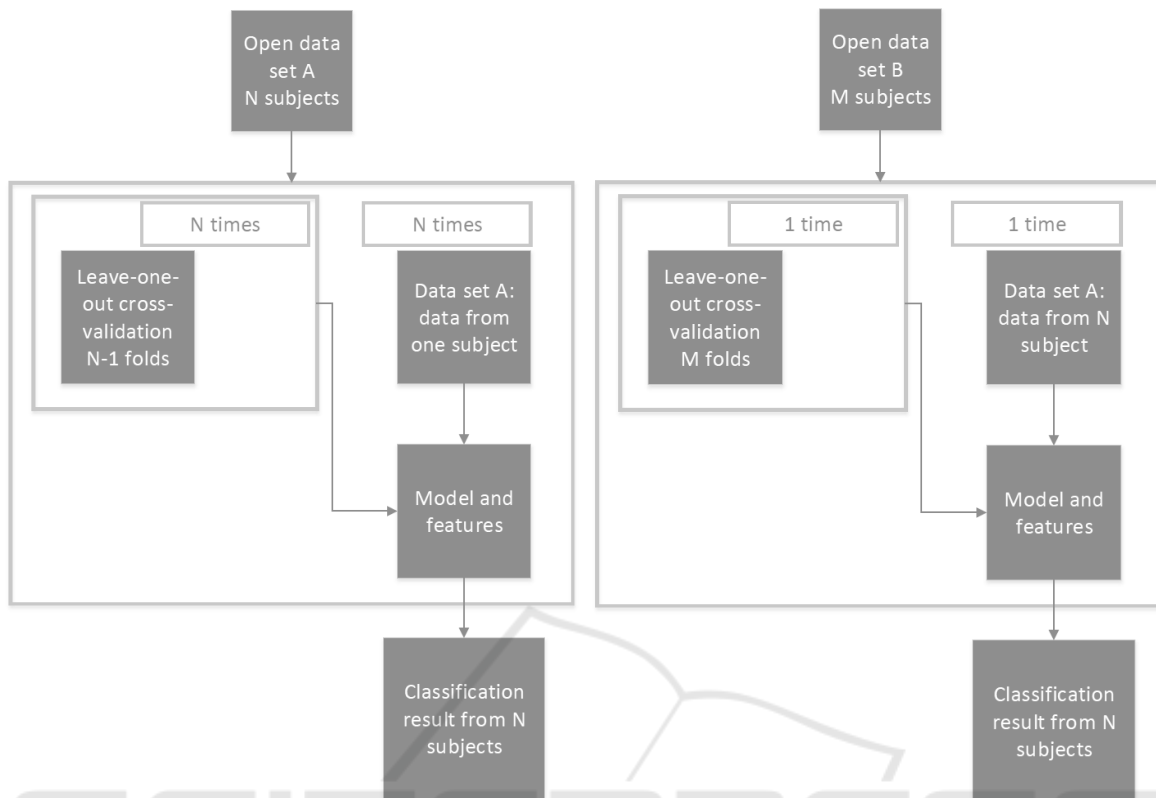 Open data
set A
N subjects
N times
N times
Leave-one-
out cross-
validation
N-1 folds
Data set A:
data from
one subject
Model and
features
Classification
result from N
subjects
Open data
set B
M subjects
1 time
1 time
Leave-one-
out cross-
validation
M folds
Data set A:
data from N
subject
Model and
features
Classification
result from N
subjects